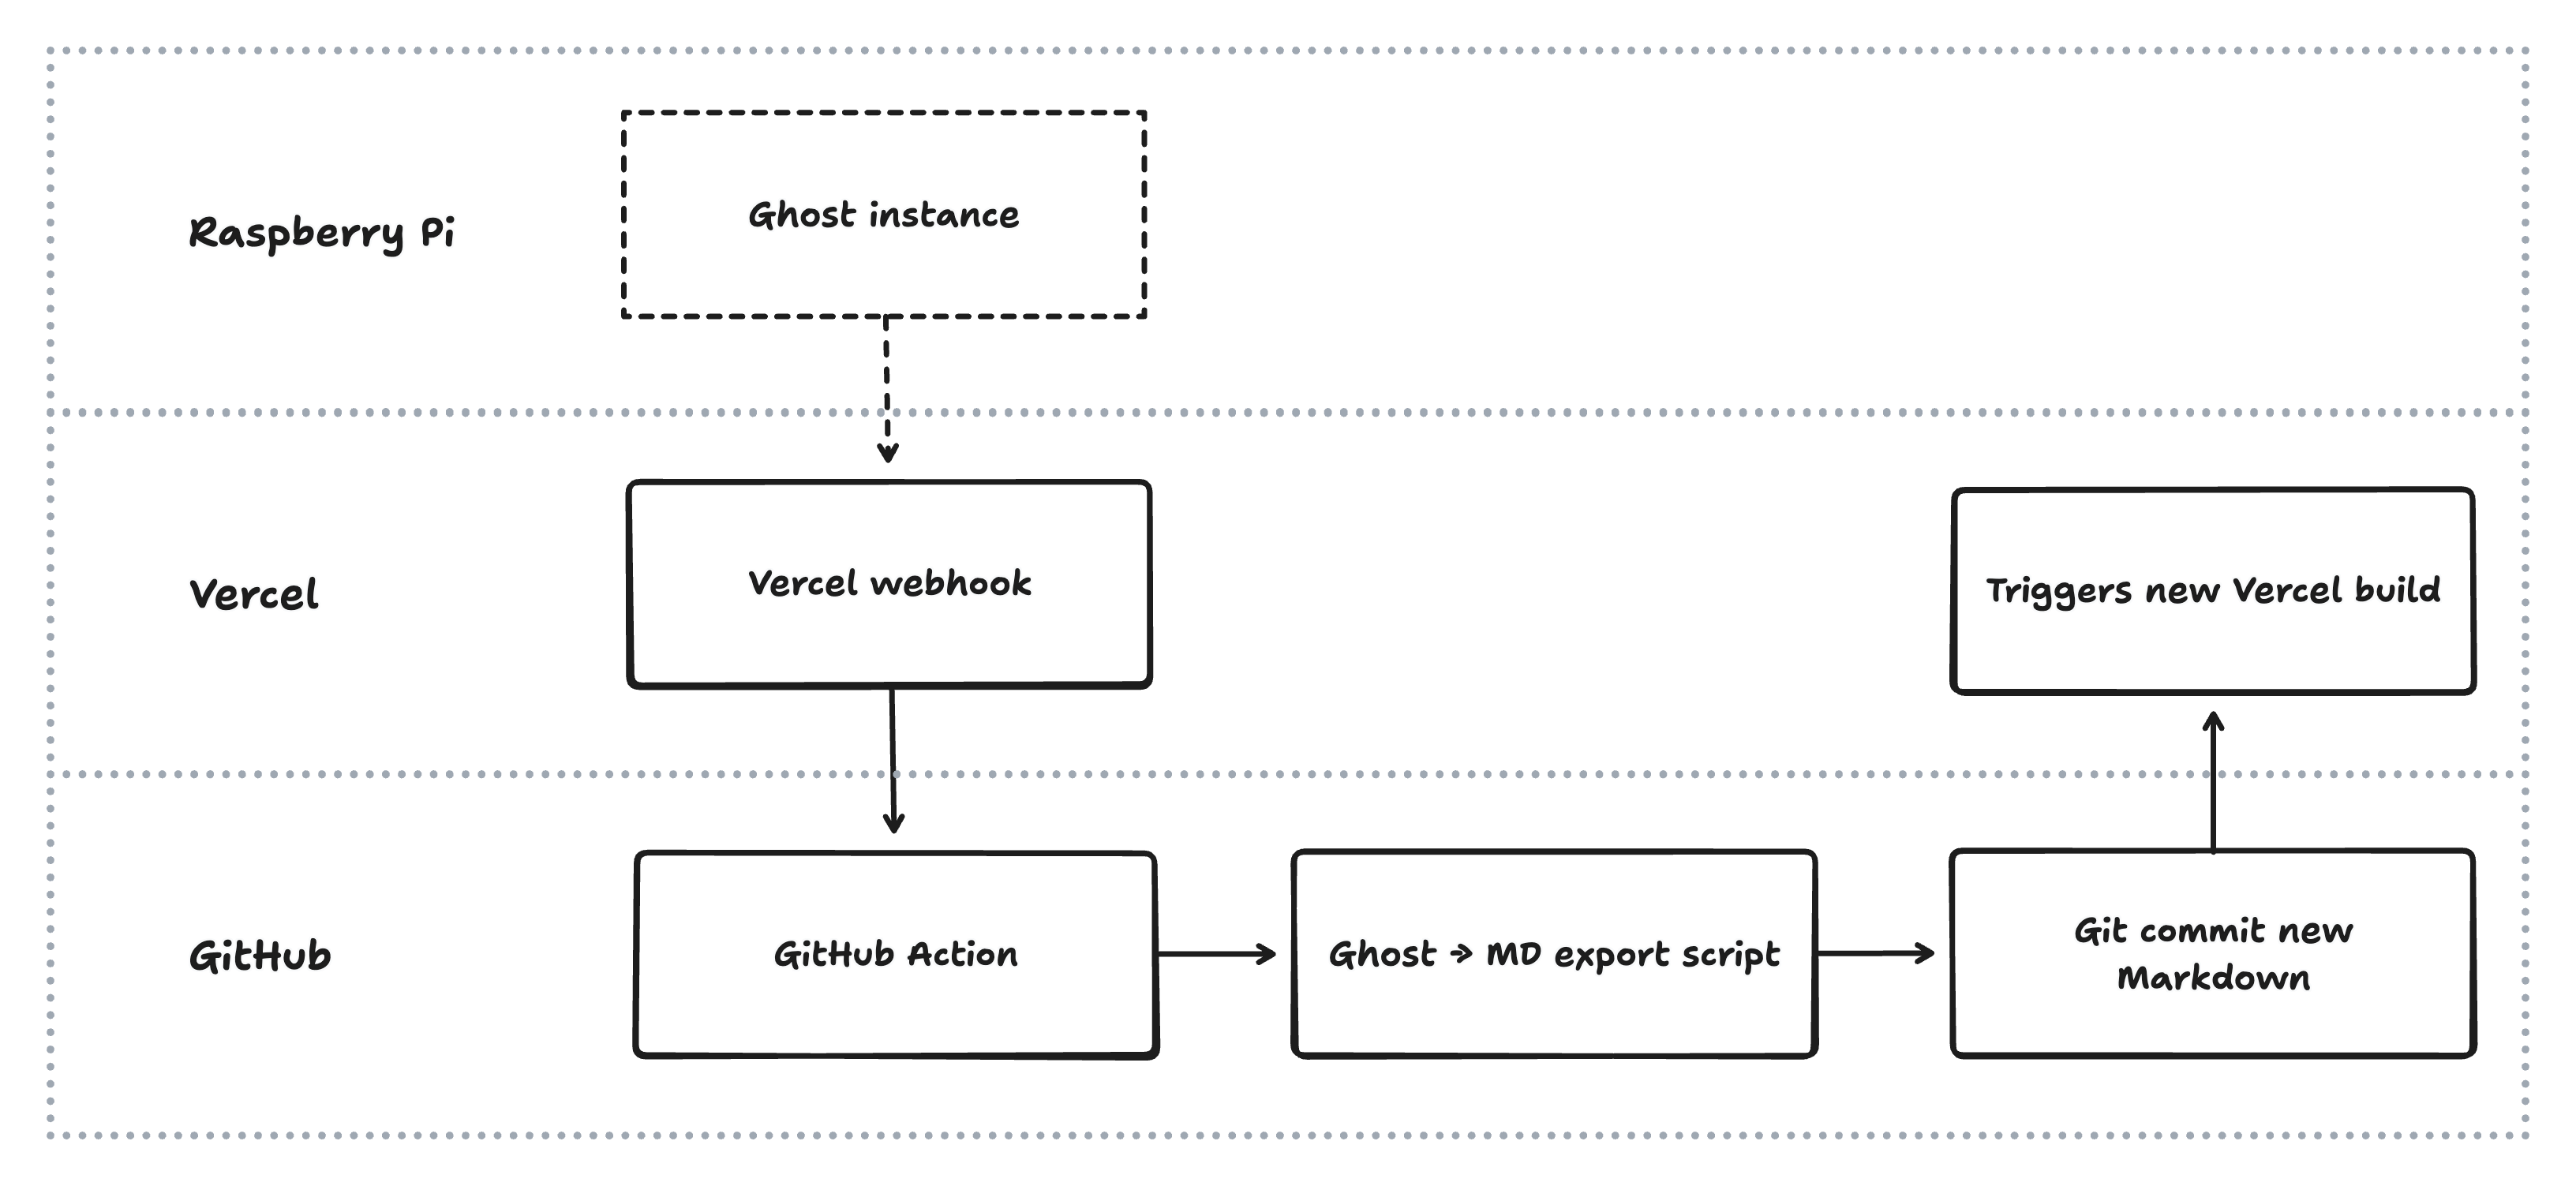 Raspberry Pi
Ghost instance
Vercel
Vercel webhook
Triggers new Vercel build
GitHub
GitHub Action
Ghost → MD export script
Git commit new
Markdown